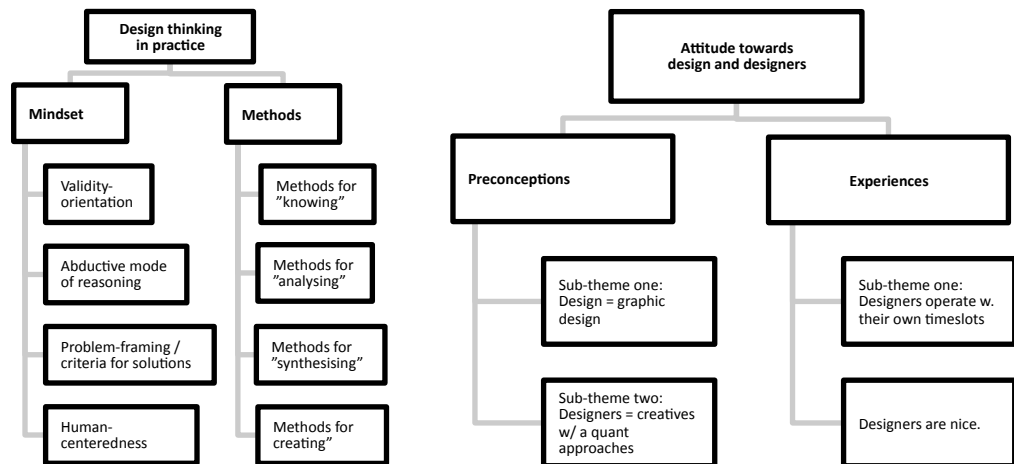 Design thinking
in practice
Mindset
Methods
Validity-
orientation
Abductive mode
of reasoning
Problem-framing /
criteria for solutions
Human-
centeredness
Methods for
”knowing”
Methods for
”analysing”
Methods for
”synthesising”
Methods for
creating”
Attitude towards
design and designers
Preconceptions
Experiences
Sub-theme one:
Design = graphic
design
Sub-theme two:
Designers = creatives
w/ a quant
approaches
Sub-theme one:
Designers operate w.
their own timeslots
Designers are nice.